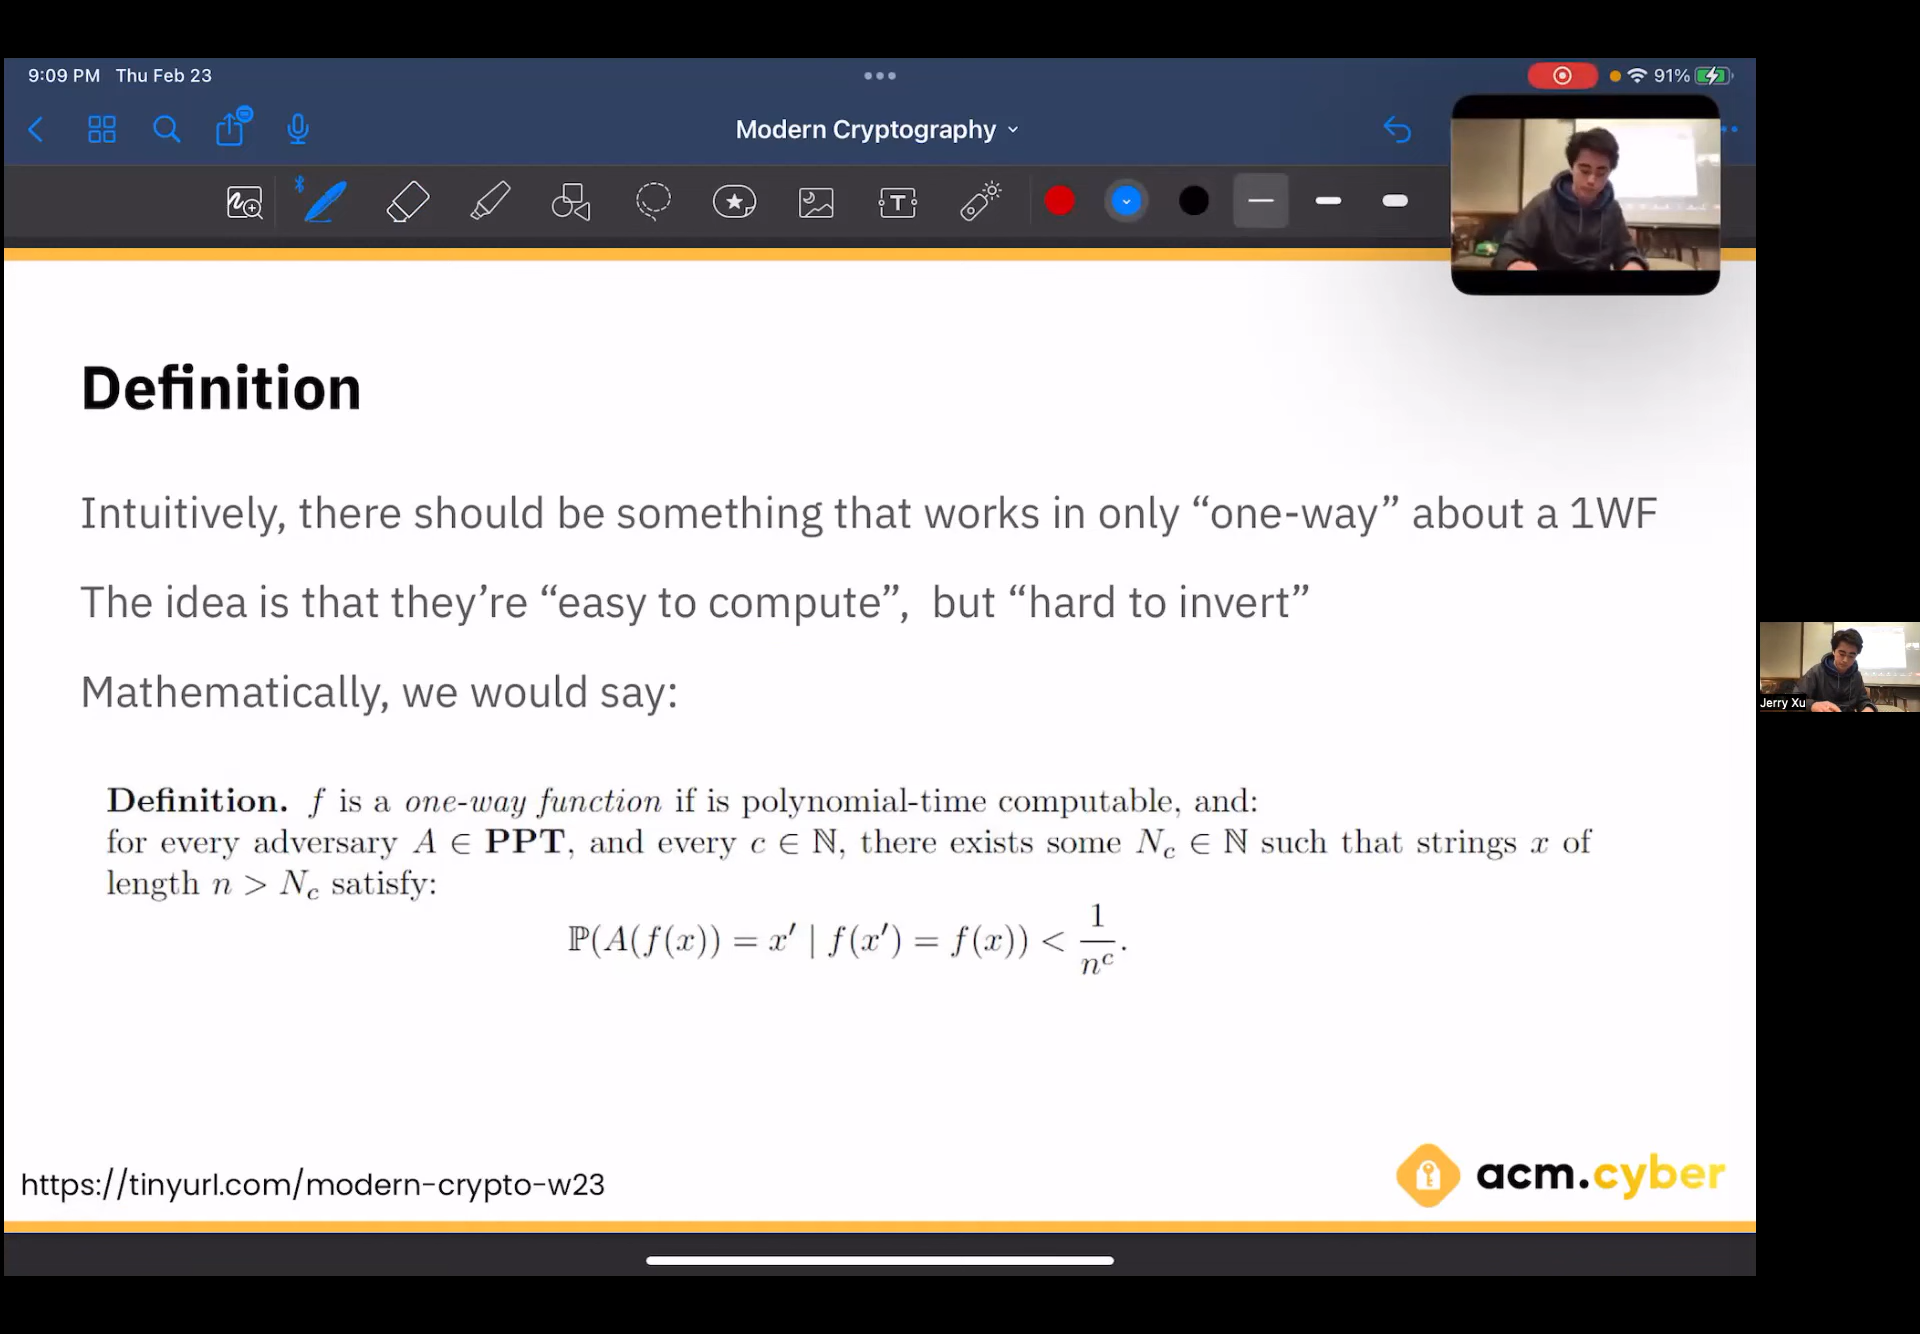 9:09 PM Thu Feb 23
91%
Modern Cryptography
T
Definition
Intuitively, there should be something that works in only “one-way” about a 1WF
The idea is that they’re “easy to compute”, but “hard to invert”
Mathematically, we would say:
Definition. f is a one-way function if is polynomial-time computable, and:
for every adversary A ∈ PPT, and every c ∈ ℕ, there exists some N_c ∈ ℕ such that strings x of
length n > N_c satisfy:
ℙ(A(f(x)) = x′ | f(x′) = f(x)) < 1/n^c.
Jerry Xu
https://tinyurl.com/modern-crypto-w23
acm.cyber